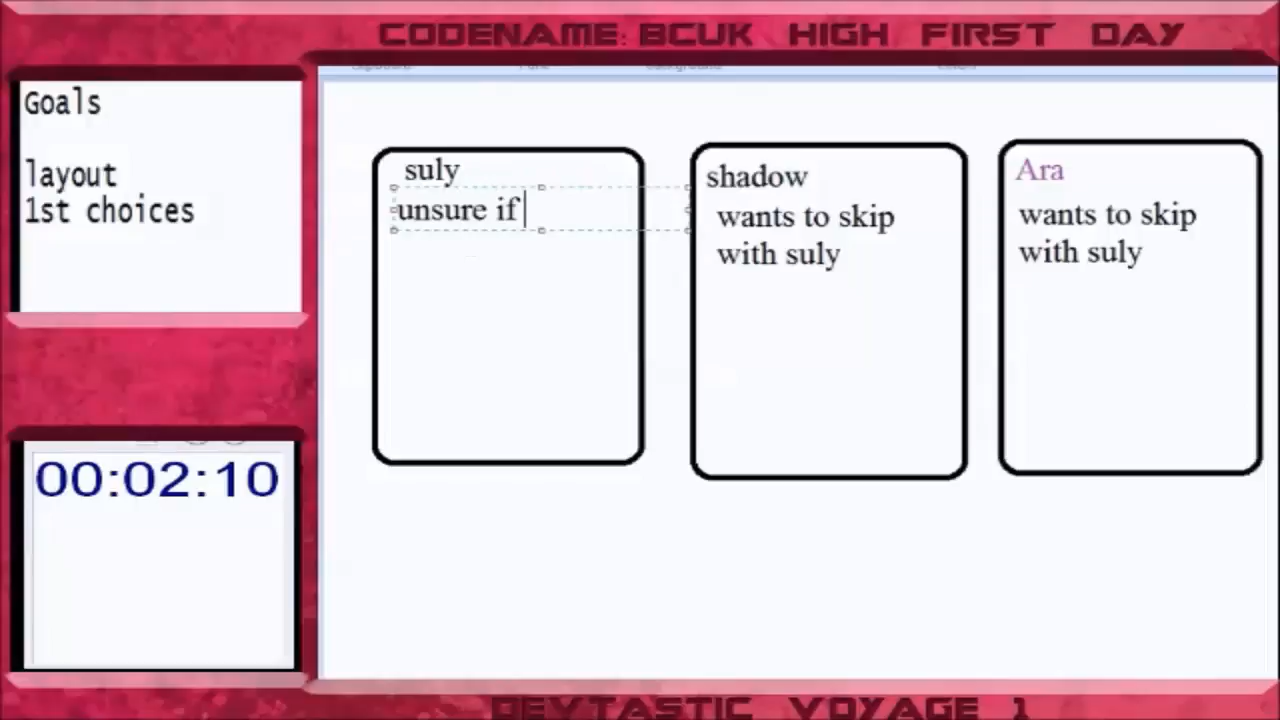 CODENAME: BCUK HIGH FIRST DAY
Goals
layout
1st choices
suly
unsure if
shadow
wants to skip
with suly
Ara
wants to skip
with suly
00:02:10
DEVTASTIC VOYAGE 1